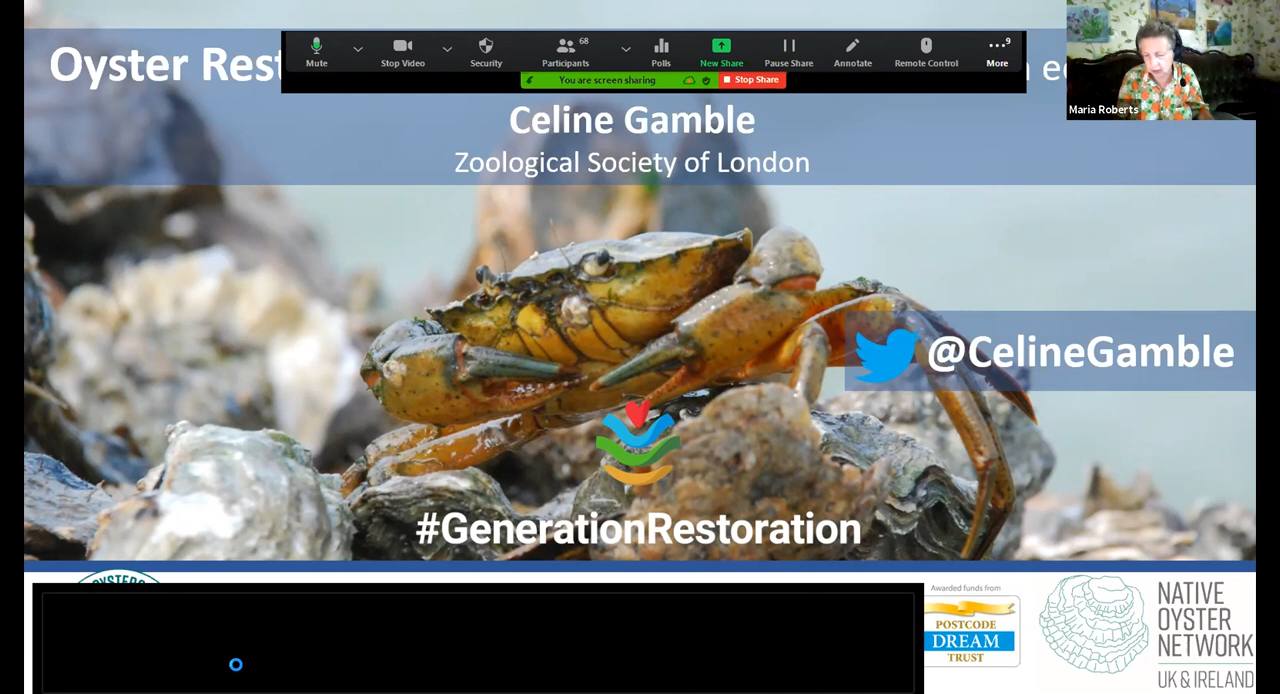 Oyster Rest
68
9
Mute
Stop Video
Security
Participants
Polls
New Share
Pause Share
Annotate
Remote Control
More
You are screen sharing
Stop Share
Maria Roberts
Celine Gamble
Zoological Society of London
@CelineGamble
#GenerationRestoration
OYSTERS
Awarded funds from
POSTCODE
DREAM
TRUST
NATIVE
OYSTER
NETWORK
UK & IRELAND